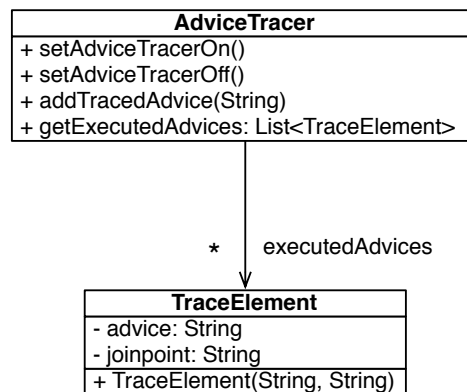 AdviceTracer
+ setAdviceTracerOn()
+ setAdviceTracerOff()
+ addTracedAdvice(String)
+ getExecutedAdvices: List<TraceElement>
* executedAdvices
TraceElement
- advice: String
- joinpoint: String
+ TraceElement(String, String)